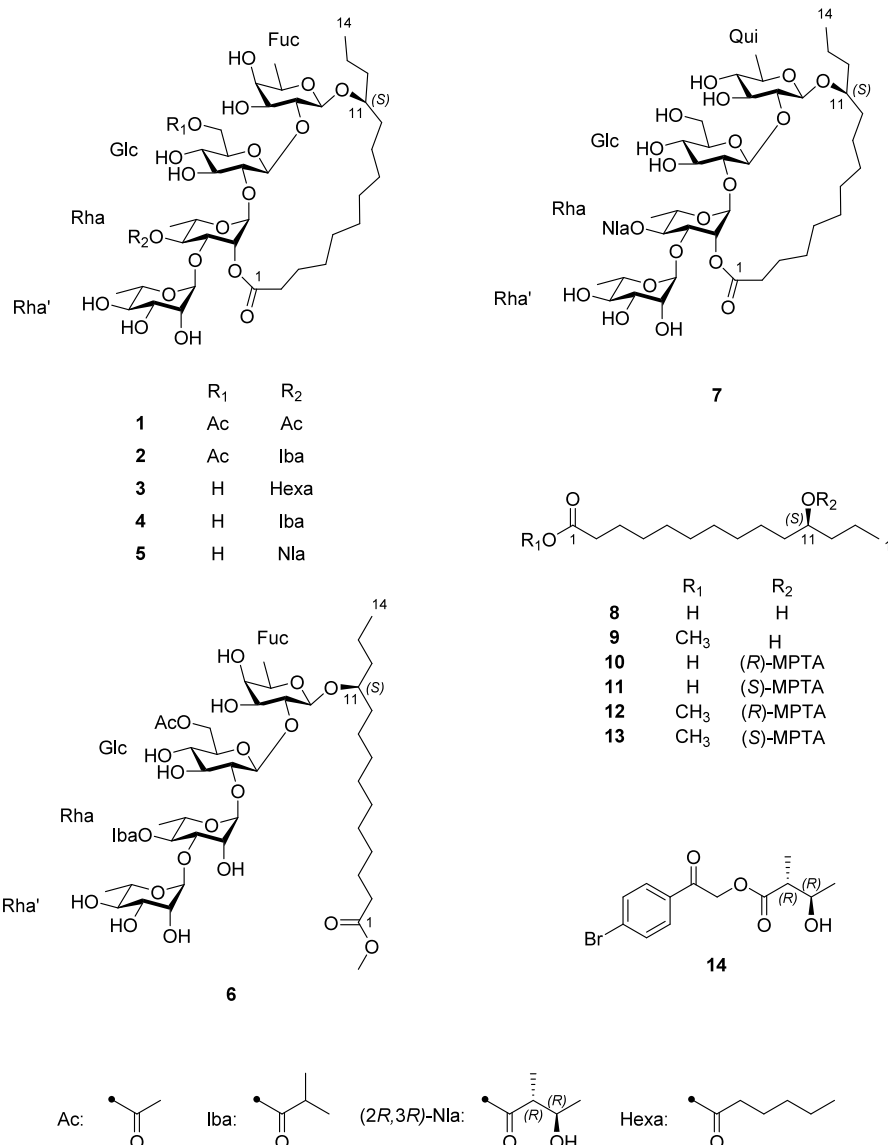 14
Fuc
HO
O
O
(S)
11
HO
R1O
O
Glc
HO
HO
O
O
Rha
O
O
R2O
O
O
1
O
Rha'
HO
O
HO
OH
O
R1 R2
1 Ac Ac
2 Ac Iba
3 H Hexa
4 H Iba
5 H Nla
14
Qui
HO
O
O
(S)
11
HO
O
HO
Glc
HO
HO
O
O
Rha
O
O
NlaO
O
O
1
O
Rha'
HO
O
HO
OH
O
7
O
R1O
1
OR2
(S)
11
1
R1 R2
8 H H
9 CH3 H
10 H (R)-MPTA
11 H (S)-MPTA
12 CH3 (R)-MPTA
13 CH3 (S)-MPTA
14
Fuc
HO
O
O
(S)
11
HO
AcO
O
Glc
HO
HO
O
O
Rha
O
O
IbaO
O
OH
Rha'
HO
O
HO
OH
O
1
O
6
O
O
(R)
(R)
O
OH
Br
14
Ac:
O
Iba:
O
(2R,3R)-Nla:
(R)
(R)
O
OH
Hexa:
O